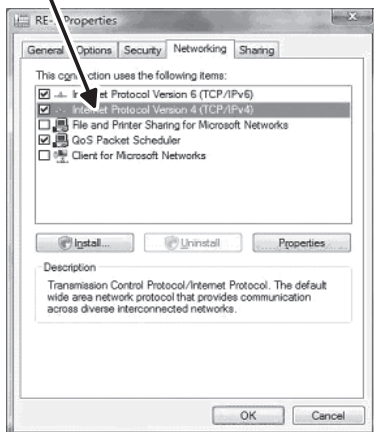 RE- Properties
General Options Security Networking Sharing
This connection uses the following items:
Internet Protocol Version 6 (TCP/IPv6)
Internet Protocol Version 4 (TCP/IPv4)
File and Printer Sharing for Microsoft Networks
QoS Packet Scheduler
Client for Microsoft Networks
Install... Uninstall Properties
Description
Transmission Control Protocol/Internet Protocol. The default
wide area network protocol that provides communication
across diverse interconnected networks.
OK Cancel